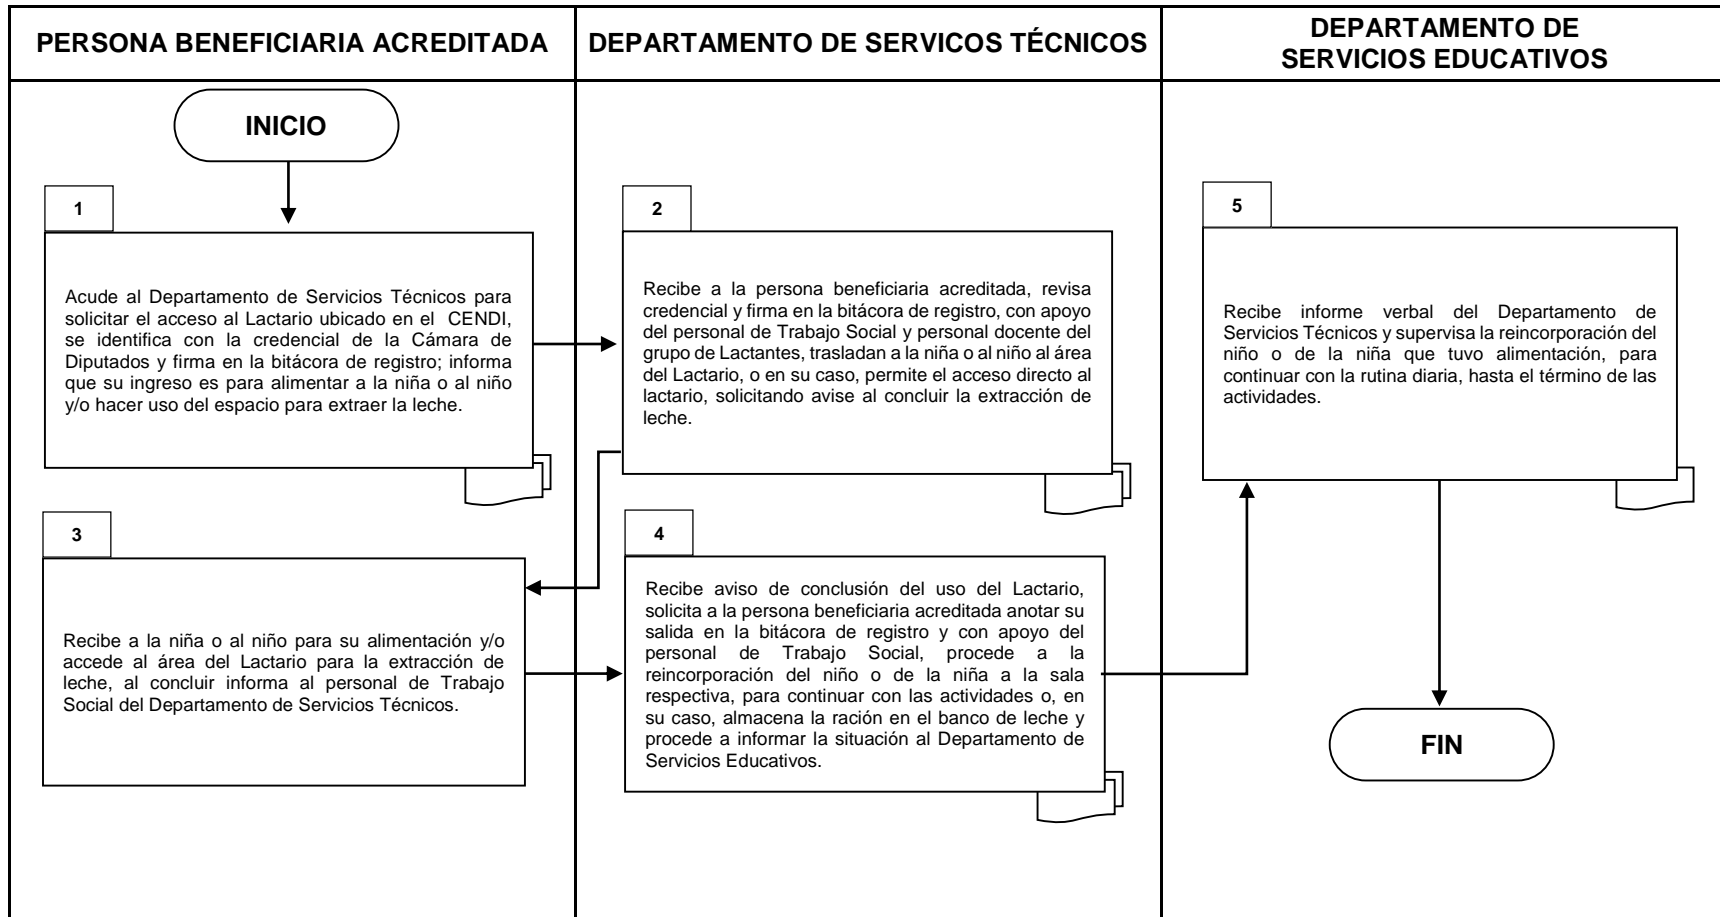 PERSONA BENEFICIARIA ACREDITADA
DEPARTAMENTO DE SERVICOS TÉCNICOS
DEPARTAMENTO DE
SERVICIOS EDUCATIVOS
INICIO
1
Acude al Departamento de Servicios Técnicos para
solicitar el acceso al Lactario ubicado en el CENDI,
se identifica con la credencial de la Cámara de
Diputados y firma en la bitácora de registro; informa
que su ingreso es para alimentar a la niña o al niño
y/o hacer uso del espacio para extraer la leche.
2
Recibe a la persona beneficiaria acreditada, revisa
credencial y firma en la bitácora de registro, con apoyo
del personal de Trabajo Social y personal docente del
grupo de Lactantes, trasladan a la niña o al niño al área
del Lactario, o en su caso, permite el acceso directo al
lactario, solicitando avise al concluir la extracción de
leche.
3
Recibe a la niña o al niño para su alimentación y/o
accede al área del Lactario para la extracción de
leche, al concluir informa al personal de Trabajo
Social del Departamento de Servicios Técnicos.
4
Recibe aviso de conclusión del uso del Lactario,
solicita a la persona beneficiaria acreditada anotar su
salida en la bitácora de registro y con apoyo del
personal de Trabajo Social, procede a la
reincorporación del niño o de la niña a la sala
respectiva, para continuar con las actividades o, en
su caso, almacena la ración en el banco de leche y
procede a informar la situación al Departamento de
Servicios Educativos.
5
Recibe informe verbal del Departamento de
Servicios Técnicos y supervisa la reincorporación del
niño o de la niña que tuvo alimentación, para
continuar con la rutina diaria, hasta el término de las
actividades.
FIN